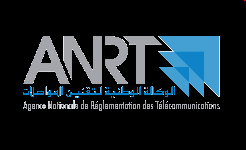 ANRT
الوكالة الوطنية لتقنين المواصلات
Agence Nationale de Réglementation des Télécommunications